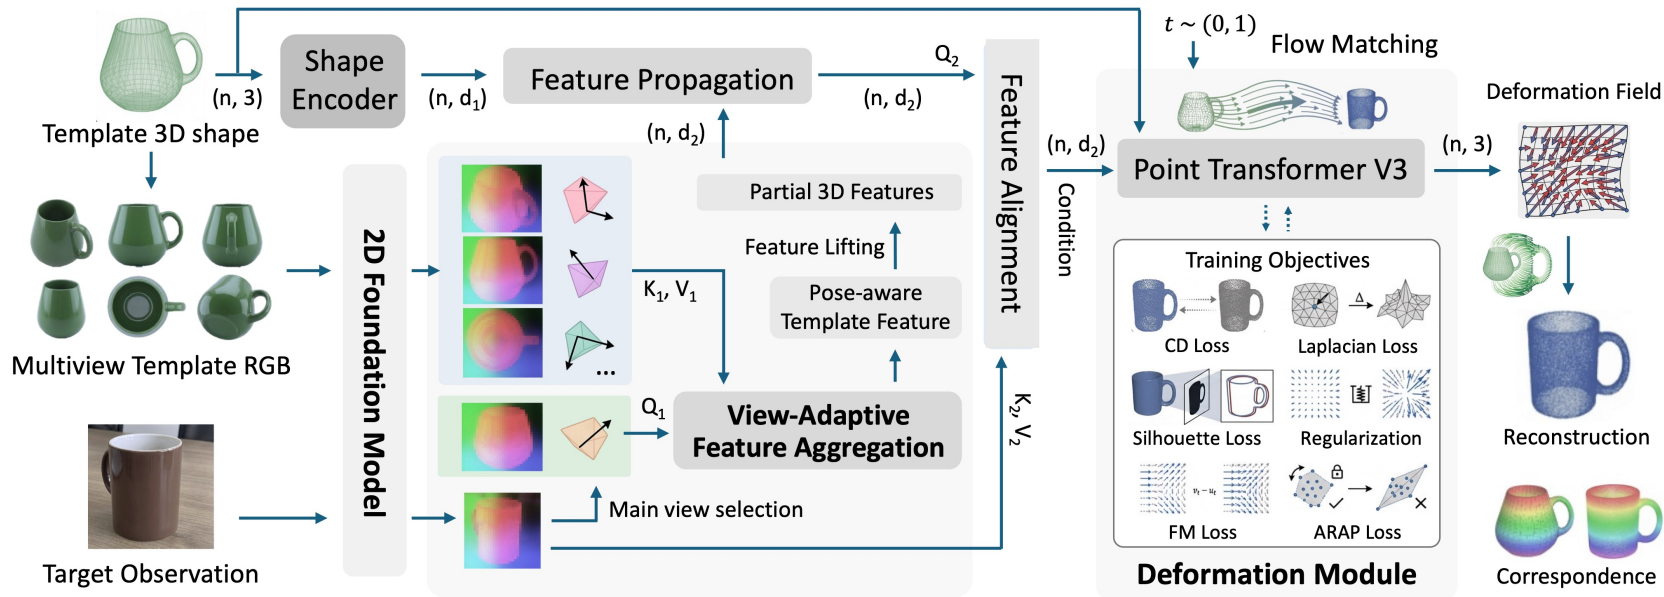 Template 3D shape
(n, 3)
Shape
Encoder
(n, d₁)
Feature Propagation
Q₂
(n, d₂)
(n, d₂)
Multiview Template RGB
Target Observation
2D Foundation Model
...
K₁, V₁
Q₁
Main view selection
View-Adaptive
Feature Aggregation
Pose-aware
Template Feature
Feature Lifting
Partial 3D Features
K₂, V₂
Feature Alignment
(n, d₂)
Condition
t ~ (0, 1)
Flow Matching
Point Transformer V3
(n, 3)
Training Objectives
CD Loss
Δ
Laplacian Loss
Silhouette Loss
Regularization
vₜ − uₜ
FM Loss
ARAP Loss
Deformation Module
Deformation Field
Reconstruction
Correspondence